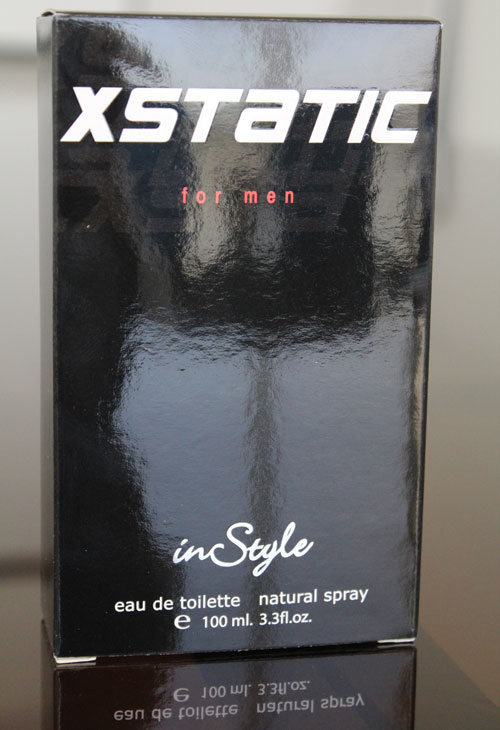 XSTATIC
for men
inStyle
eau de toilette natural spray
℮ 100 ml. 3.3fl.oz.